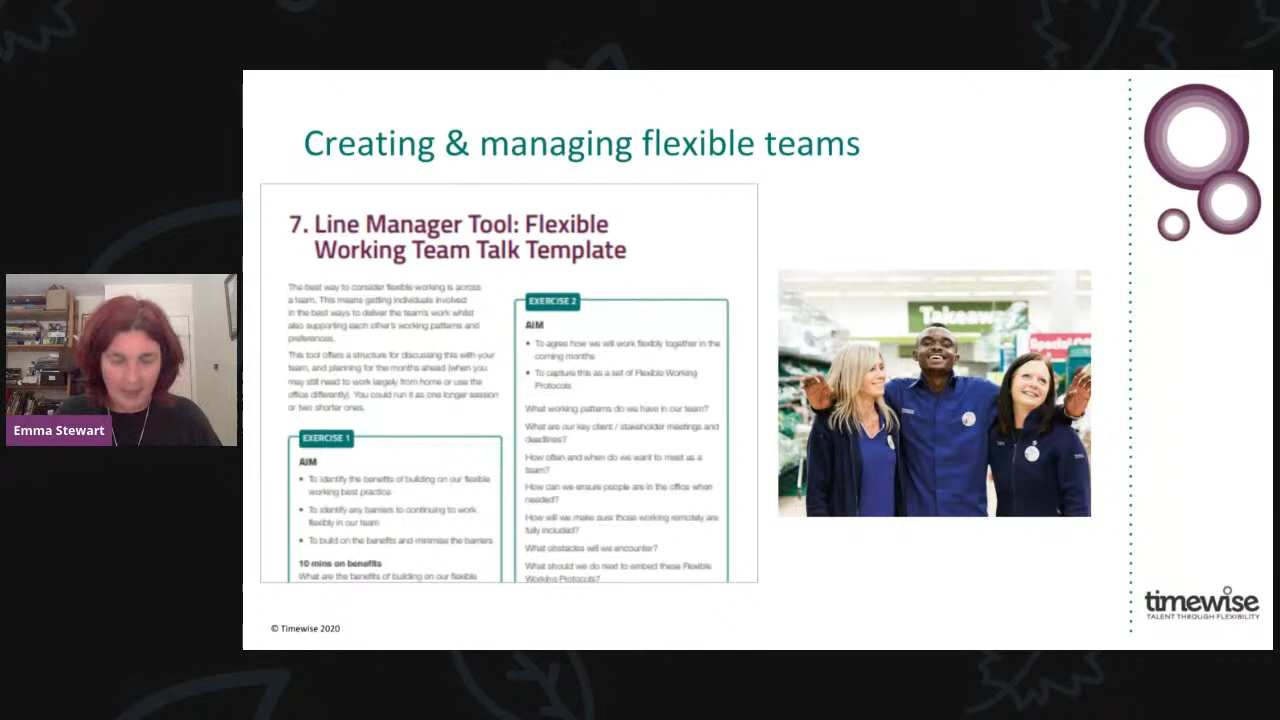 Creating & managing flexible teams
7. Line Manager Tool: Flexible
Working Team Talk Template
The best way to consider flexible working is across
a team. This means getting individuals involved
in the best ways to deliver the team's work whilst
also supporting each other's working patterns and
preferences.
This tool offers a structure for discussing this with your
team, and planning for the months ahead (when you
may still need to work largely from home or use the
office differently). You could run it as one longer session
or two shorter ones.
EXERCISE 1
AIM
• To identify the benefits of building on our flexible
working best practice
• To identify any barriers to continuing to work
flexibly in our team
• To build on the benefits and minimise the barriers
10 mins on benefits
What are the benefits of building on our flexible
EXERCISE 2
AIM
• To agree how we will work flexibly together in the
coming months
• To capture this as a set of Flexible Working
Protocols
What working patterns do we have in our team?
What are our key client / stakeholder meetings and
deadlines?
How often and when do we want to meet as a
team?
How can we ensure people are in the office when
needed?
How will we make sure those working remotely are
fully included?
What obstacles will we encounter?
What should we do next to embed these Flexible
Working Protocols?
Takeaway
Special
Emma Stewart
© Timewise 2020
timewise
TALENT THROUGH FLEXIBILITY